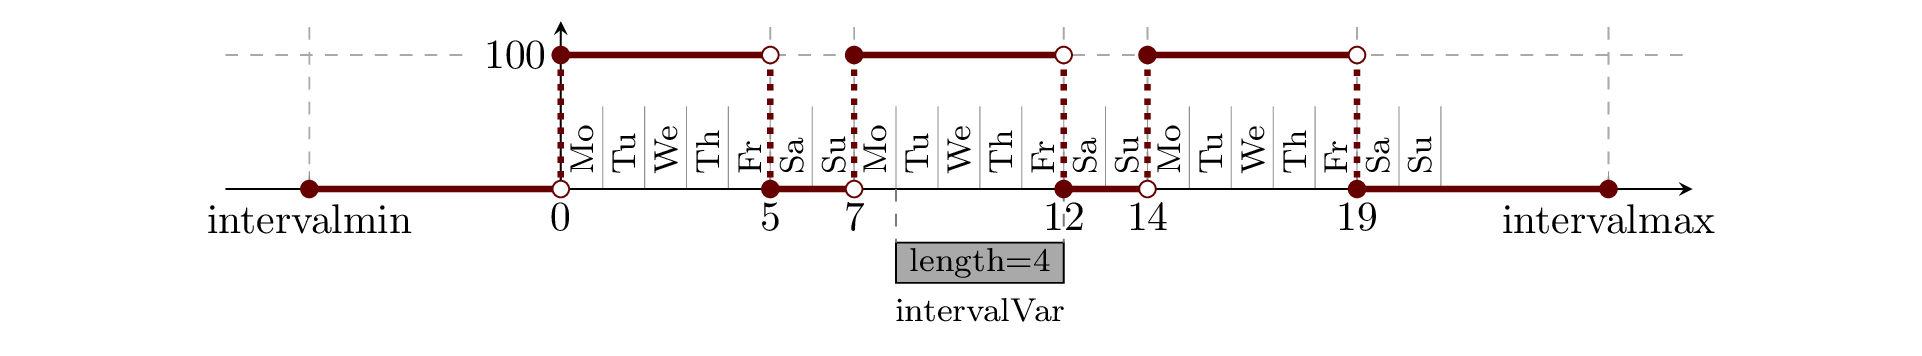 100
Mo Tu We Th Fr Sa Su Mo Tu We Th Fr Sa Su Mo Tu We Th Fr Sa Su
intervalmin 0 5 7 12 14 19 intervalmax
length=4
intervalVar